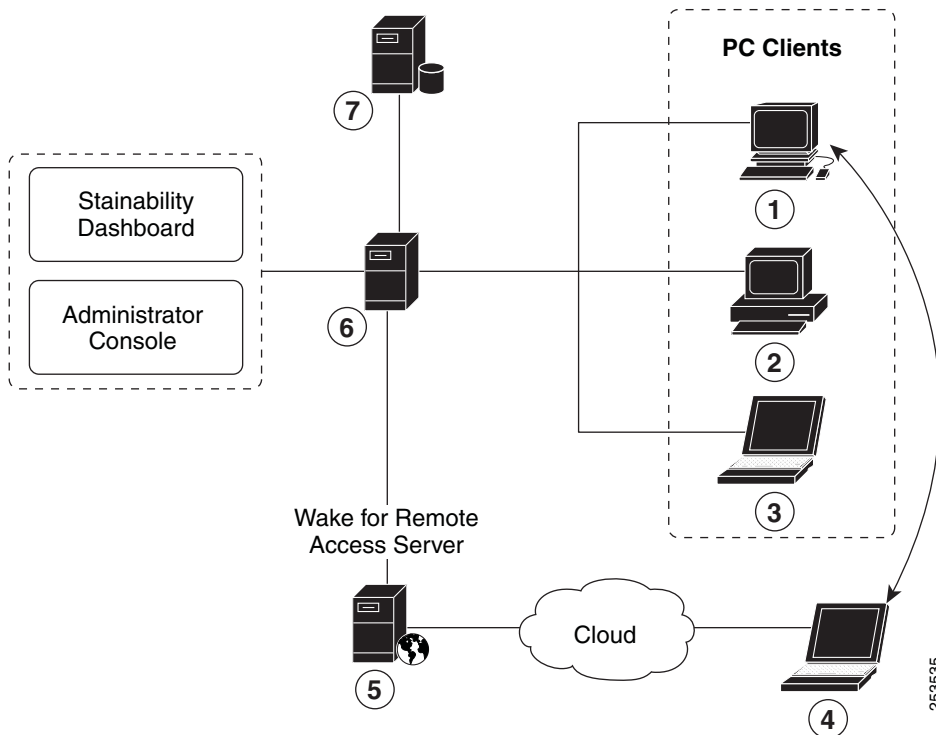 PC Clients
7
1
Stainability
Dashboard
Administrator
Console
6
2
3
Wake for Remote
Access Server
Cloud
5
4
253535